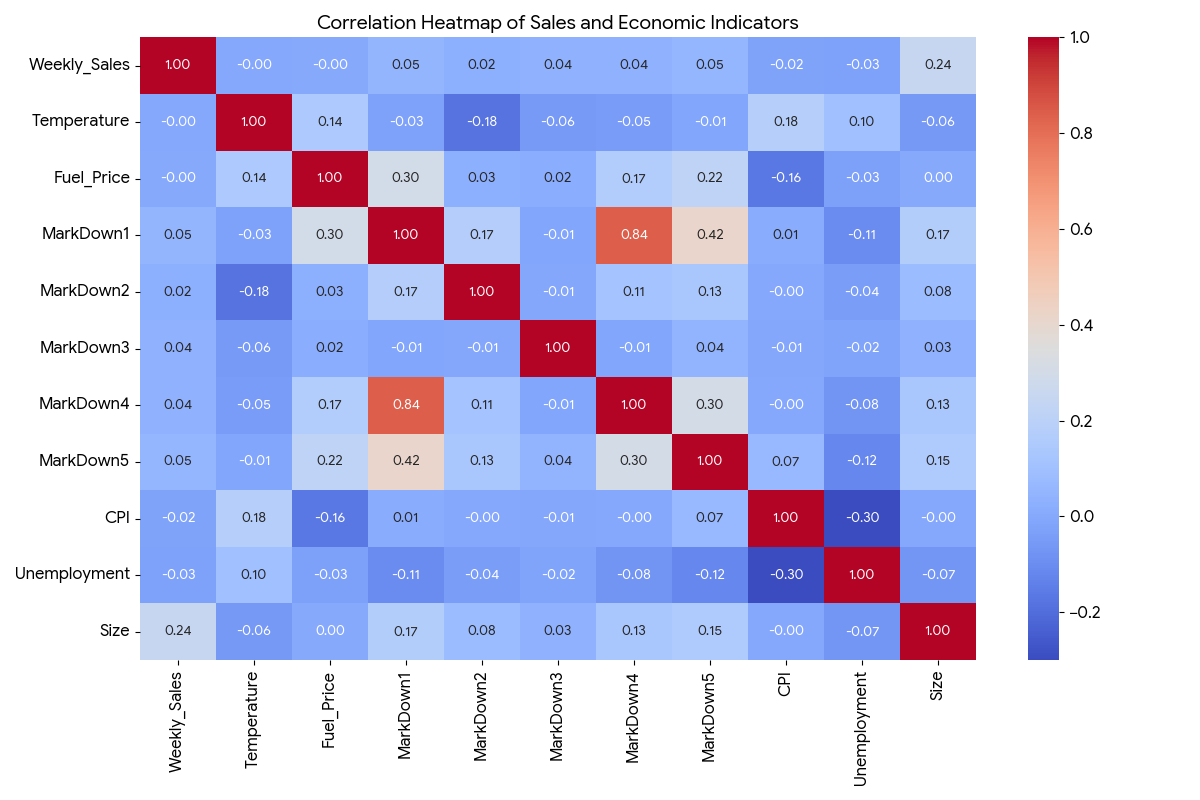 Correlation Heatmap of Sales and Economic Indicators
Weekly_Sales 1.00 -0.00 -0.00 0.05 0.02 0.04 0.04 0.05 -0.02 -0.03 0.24
Temperature -0.00 1.00 0.14 -0.03 -0.18 -0.06 -0.05 -0.01 0.18 0.10 -0.06
Fuel_Price -0.00 0.14 1.00 0.30 0.03 0.02 0.17 0.22 -0.16 -0.03 0.00
MarkDown1 0.05 -0.03 0.30 1.00 0.17 -0.01 0.84 0.42 0.01 -0.11 0.17
MarkDown2 0.02 -0.18 0.03 0.17 1.00 -0.01 0.11 0.13 -0.00 -0.04 0.08
MarkDown3 0.04 -0.06 0.02 -0.01 -0.01 1.00 -0.01 0.04 -0.01 -0.02 0.03
MarkDown4 0.04 -0.05 0.17 0.84 0.11 -0.01 1.00 0.30 -0.00 -0.08 0.13
MarkDown5 0.05 -0.01 0.22 0.42 0.13 0.04 0.30 1.00 0.07 -0.12 0.15
CPI -0.02 0.18 -0.16 0.01 -0.00 -0.01 -0.00 0.07 1.00 -0.30 -0.00
Unemployment -0.03 0.10 -0.03 -0.11 -0.04 -0.02 -0.08 -0.12 -0.30 1.00 -0.07
Size 0.24 -0.06 0.00 0.17 0.08 0.03 0.13 0.15 -0.00 -0.07 1.00
Weekly_Sales
Temperature
Fuel_Price
MarkDown1
MarkDown2
MarkDown3
MarkDown4
MarkDown5
CPI
Unemployment
Size
1.0
0.8
0.6
0.4
0.2
0.0
−0.2